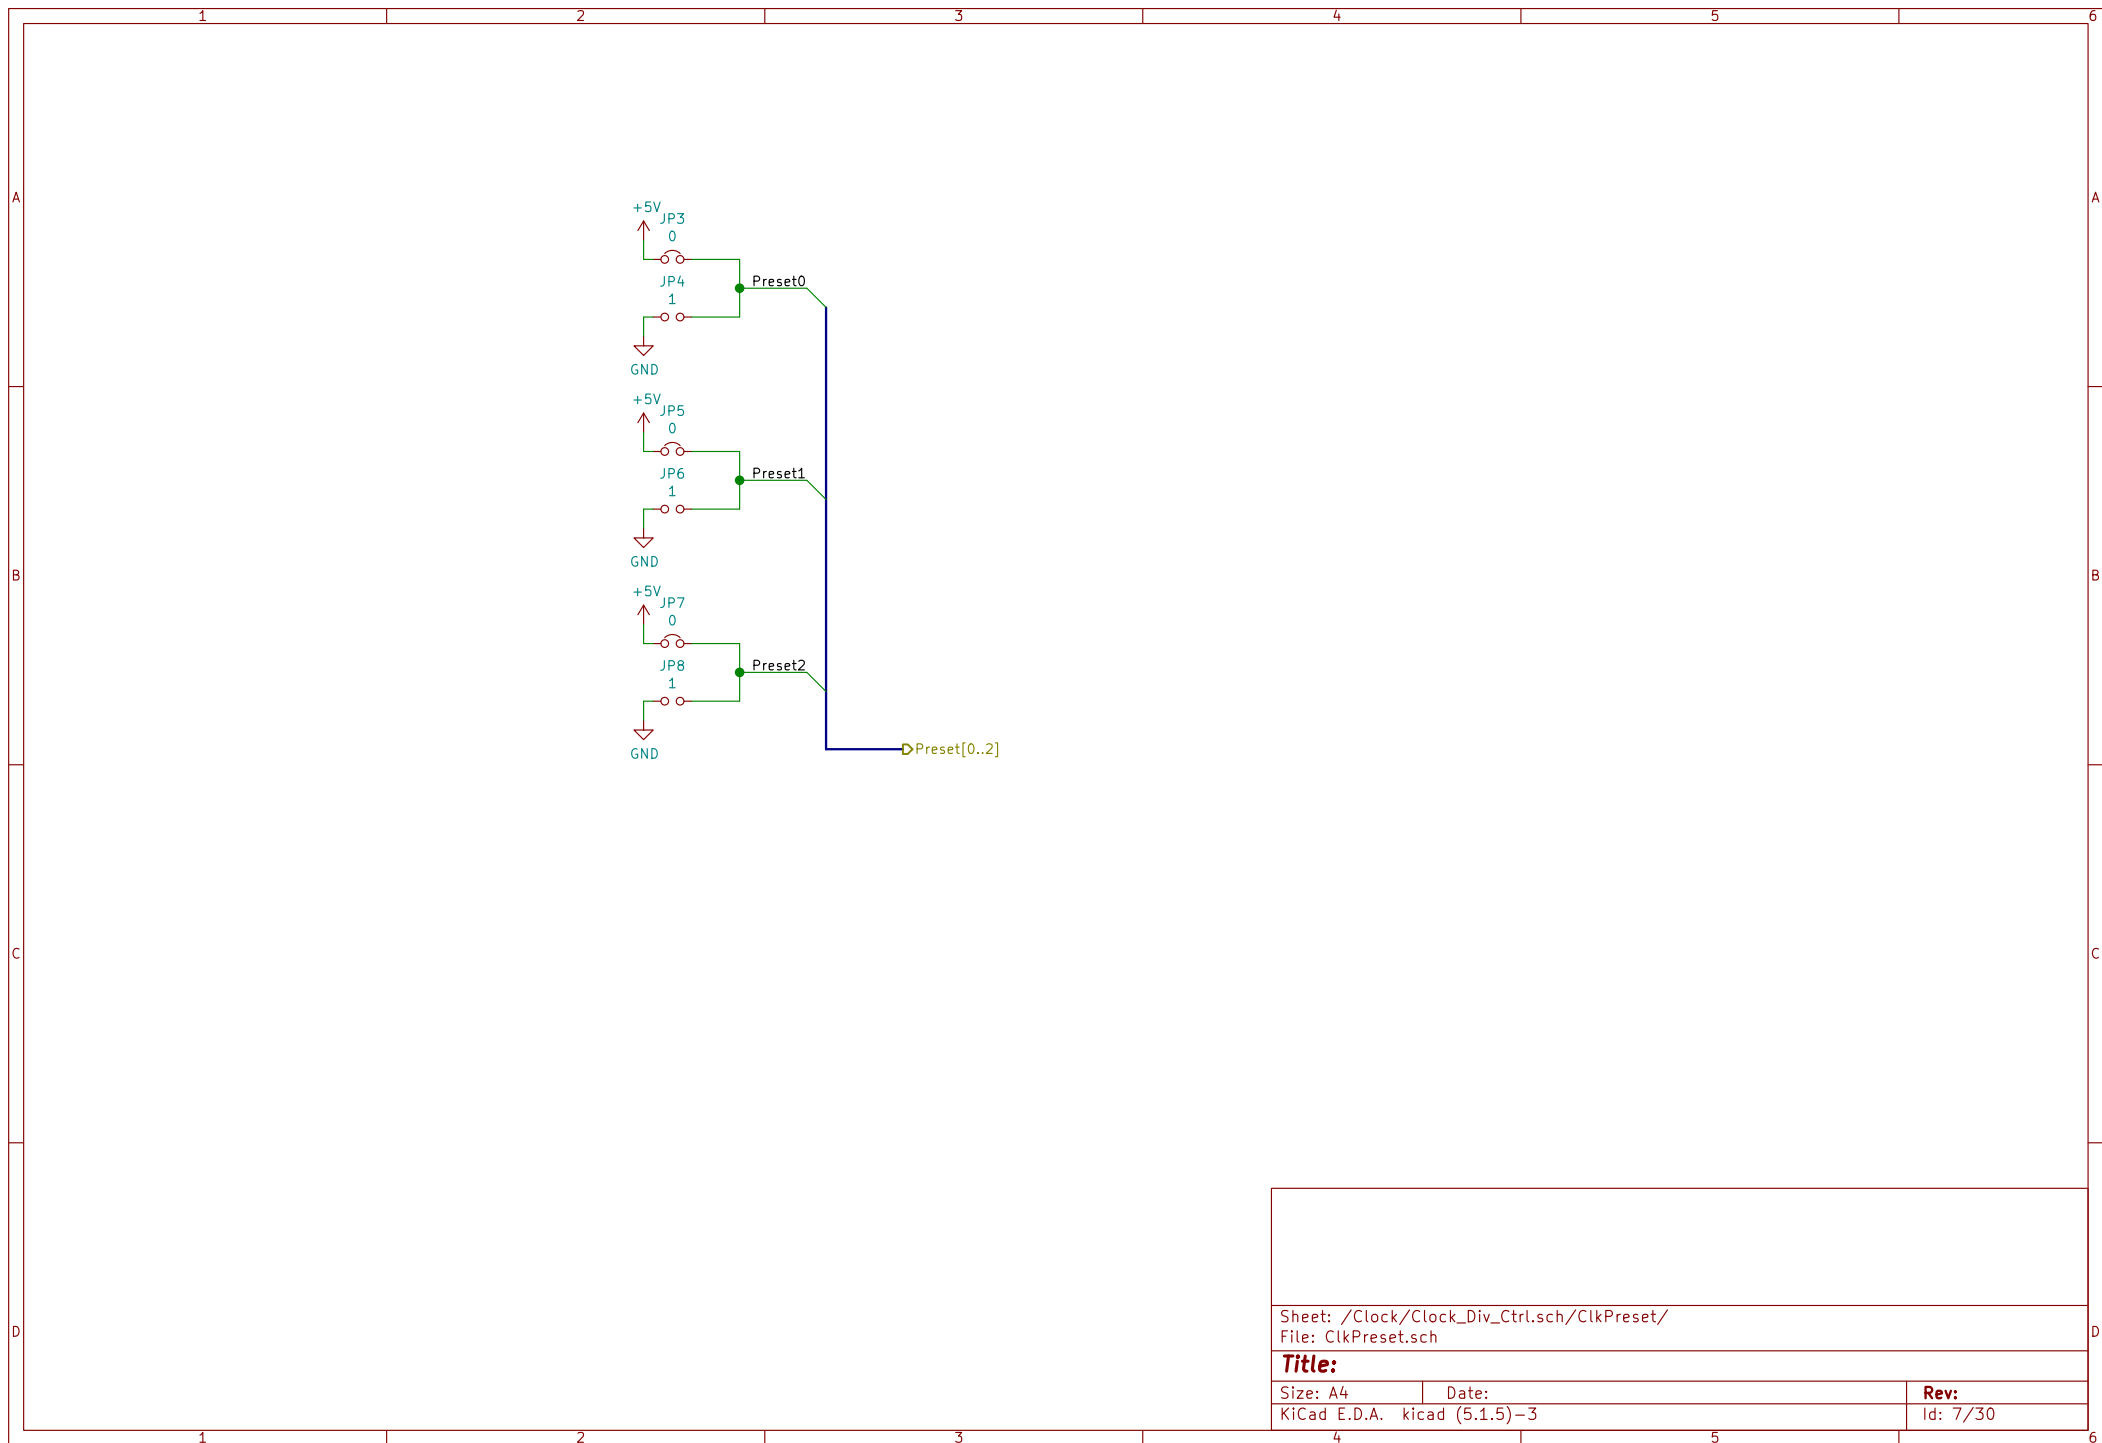 1 2 3 4 5 6
A A
+5V
JP3
0
JP4
1
Preset0
GND
+5V
JP5
0
JP6
1
Preset1
GND
B B
+5V
JP7
0
JP8
1
Preset2
GND
Preset[0..2]
C C
D D
Sheet: /Clock/Clock_Div_Ctrl.sch/ClkPreset/
File: ClkPreset.sch
Title:
Size: A4 Date: Rev:
KiCad E.D.A. kicad (5.1.5)-3 Id: 7/30
1 2 3 4 5 6